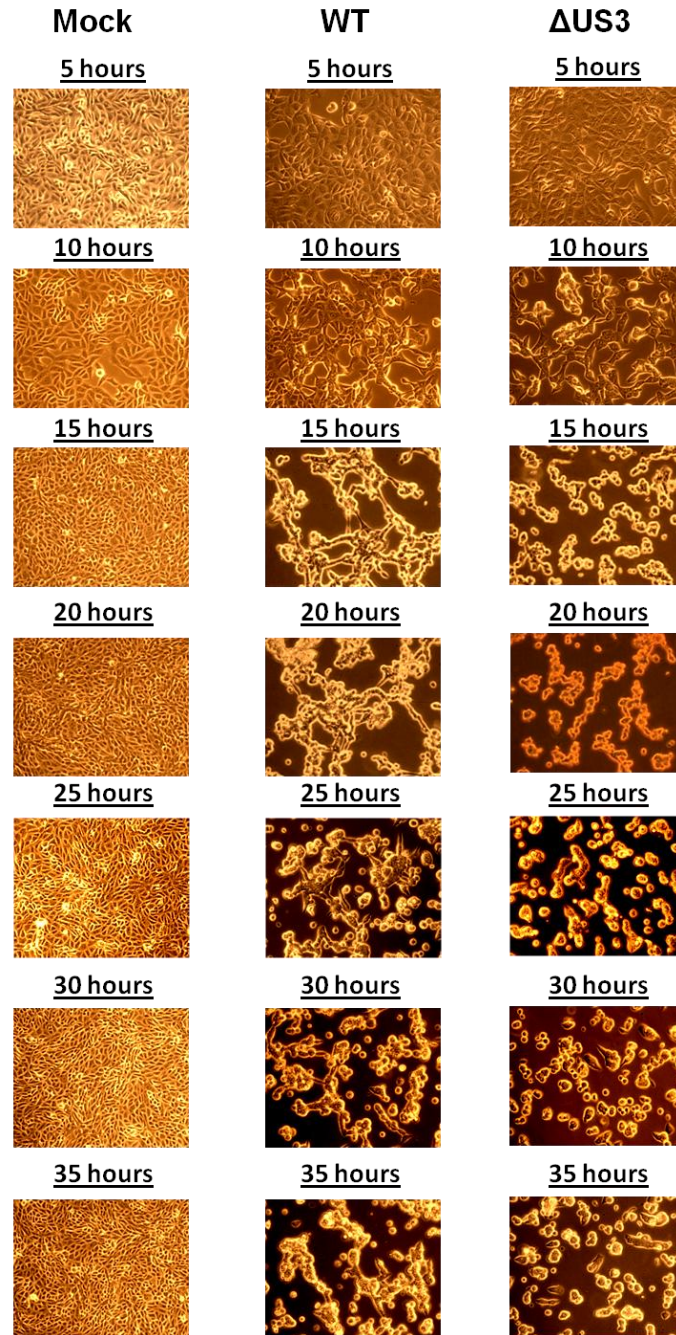 Mock WT ΔUS3
5 hours 5 hours 5 hours
10 hours 10 hours 10 hours
15 hours 15 hours 15 hours
20 hours 20 hours 20 hours
25 hours 25 hours 25 hours
30 hours 30 hours 30 hours
35 hours 35 hours 35 hours